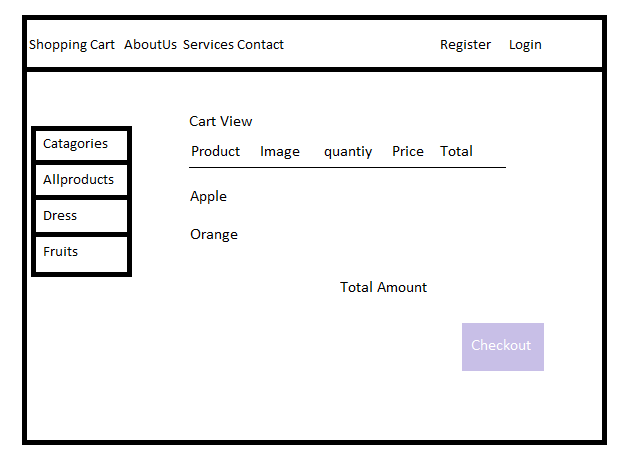 Shopping Cart AboutUs Services Contact Register Login
Cart View
Catagories
Product Image quantiy Price Total
Allproducts
Apple
Dress
Orange
Fruits
Total Amount
Checkout